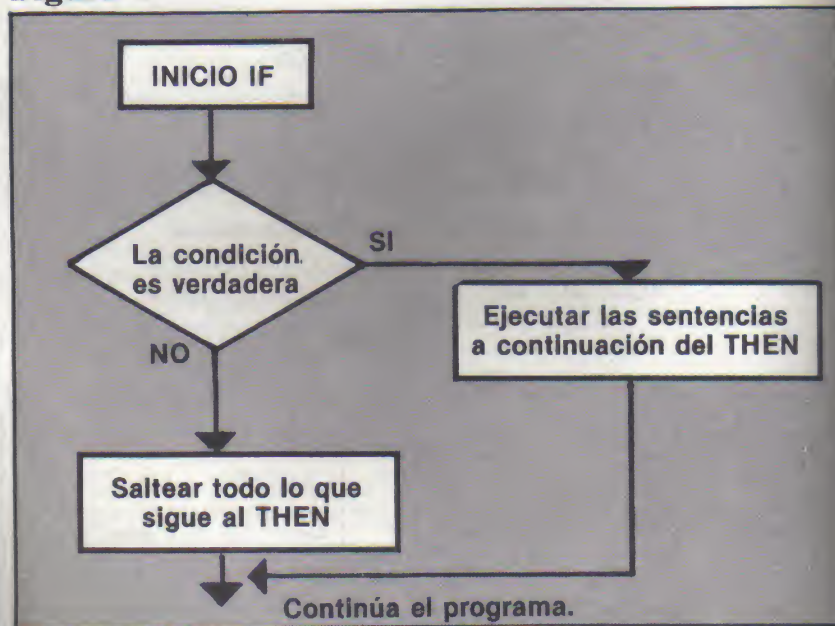 INICIO IF
La condición
es verdadera
SI
NO
Ejecutar las sentencias
a continuación del THEN
Saltear todo lo que
sigue al THEN
Continúa el programa.